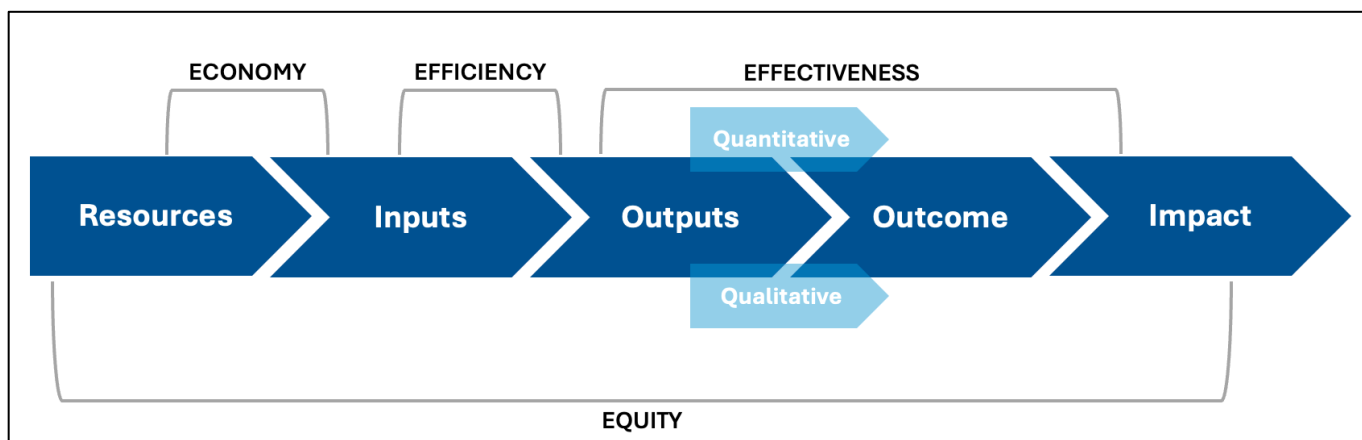 ECONOMY
EFFICIENCY
EFFECTIVENESS
Quantitative
Resources
Inputs
Outputs
Outcome
Impact
Qualitative
EQUITY